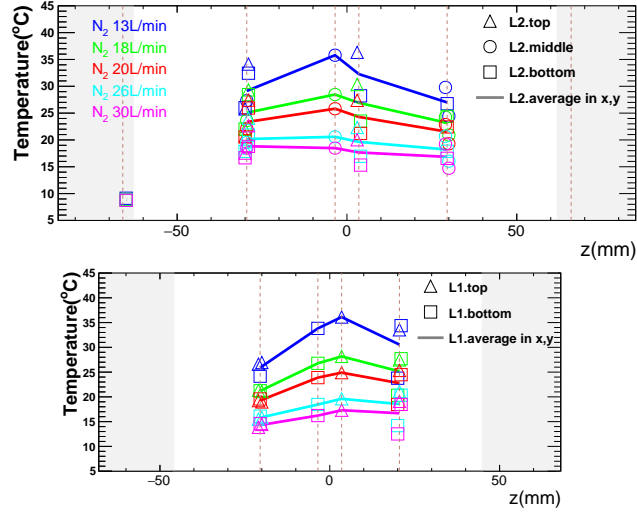 Temperature(°C)
45
40
35
30
25
20
15
10
5
N₂ 13L/min
N₂ 18L/min
N₂ 20L/min
N₂ 26L/min
N₂ 30L/min
L2.top
L2.middle
L2.bottom
L2.average in x,y
−50
0
50
z(mm)
Temperature(°C)
45
40
35
30
25
20
15
10
5
L1.top
L1.bottom
L1.average in x,y
−50
0
50
z(mm)